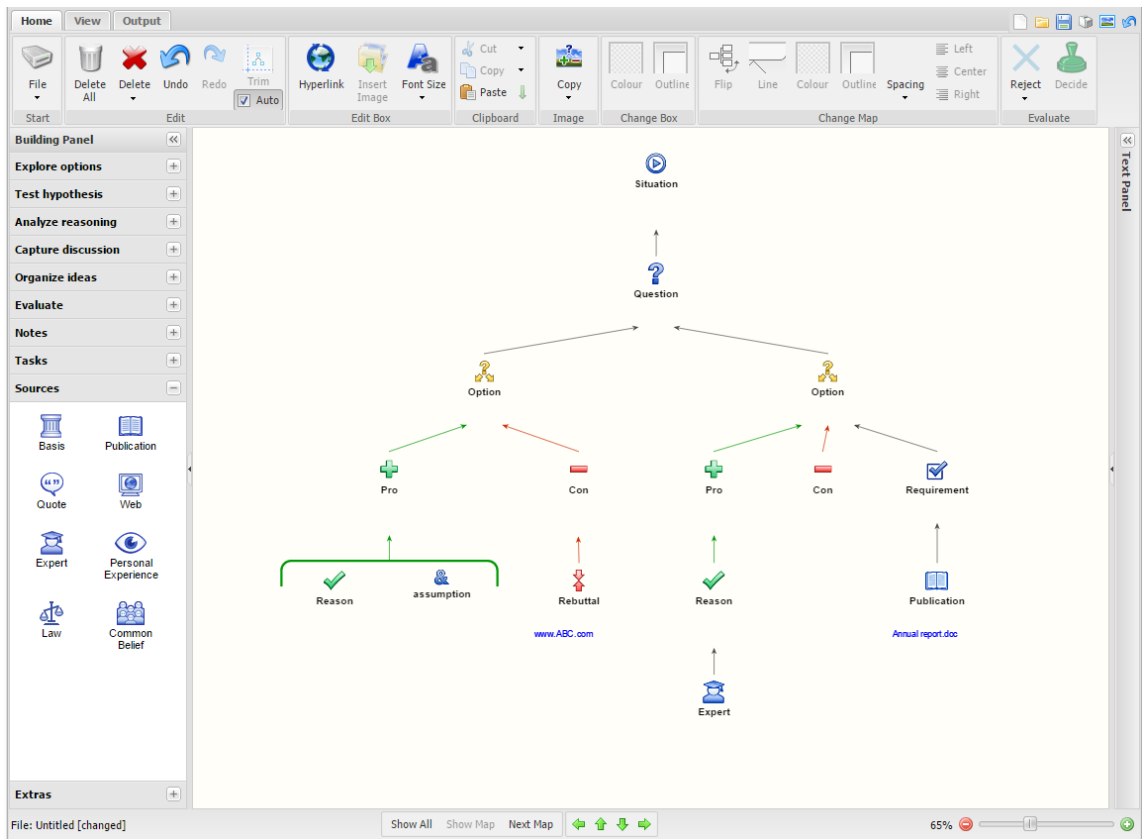 Home View Output
File Delete All Delete Undo Redo Trim Auto Hyperlink Insert Image Font Size Cut Copy Paste Copy Colour Outline Flip Line Colour Outline Spacing Left Center Right Reject Decide
Start Edit Edit Box Clipboard Image Change Box Change Map Evaluate
Building Panel
Explore options
Test hypothesis
Analyze reasoning
Capture discussion
Organize ideas
Evaluate
Notes
Tasks
Sources
Basis Publication
Quote Web
Expert Personal
Experience
Law Common
Belief
Extras
Text Panel
Situation
Question
Option Option
Pro Con Pro Con Requirement
Reason assumption Rebuttal Reason Publication
www.ABC.com Annual report.doc
Expert
File: Untitled [changed] Show All Show Map Next Map 65%